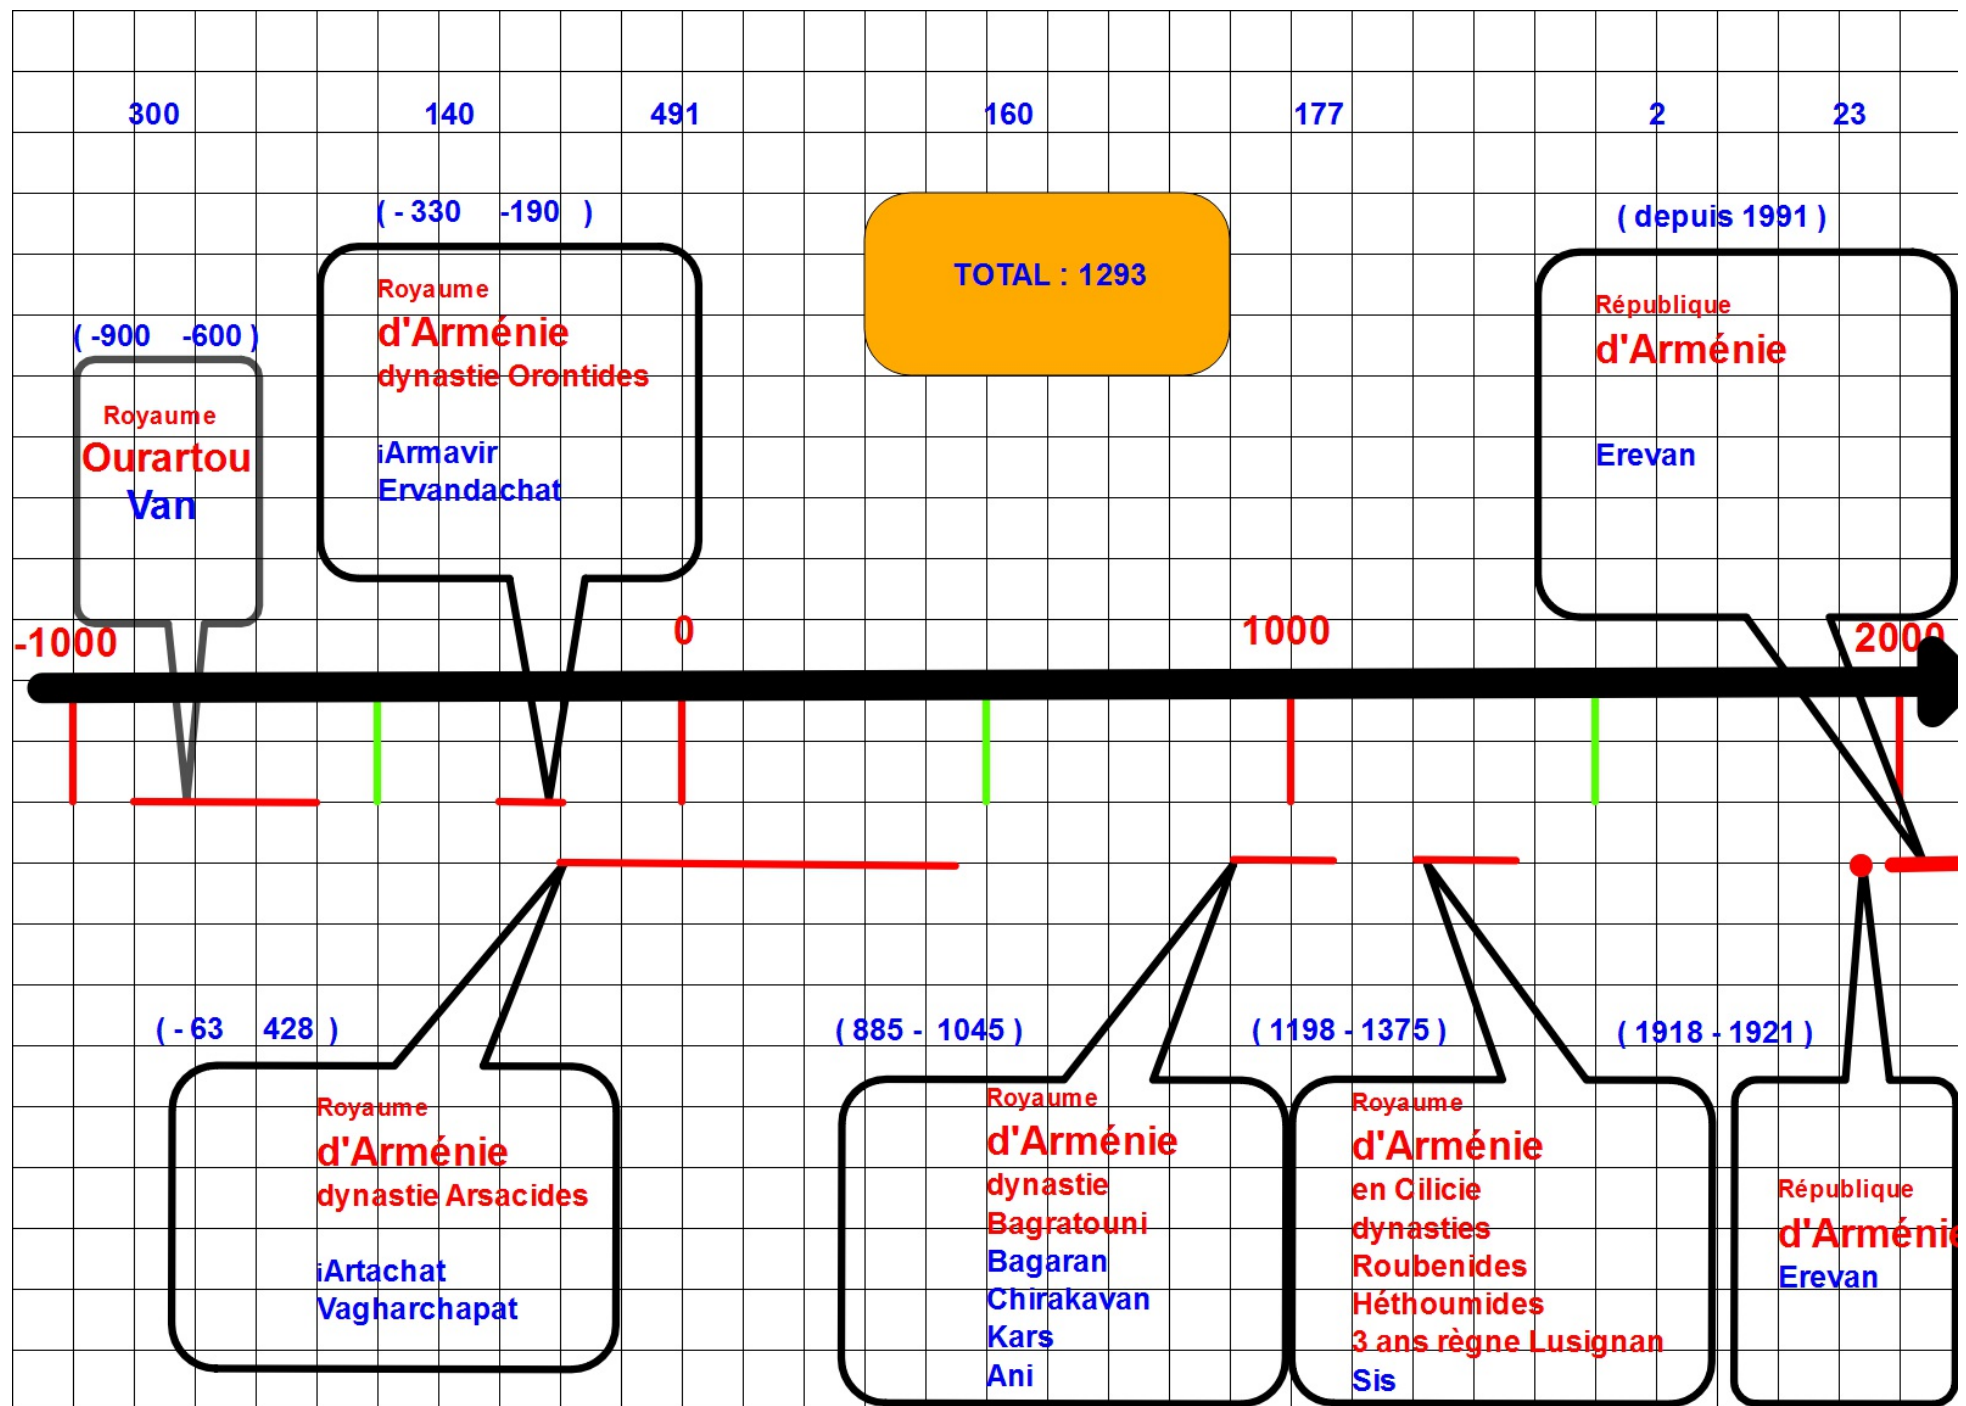 300 140 491 160 177 2 23
( - 330 -190 )
( depuis 1991 )
TOTAL : 1293
( -900 -600 )
Royaume
Ourartou
Van
Royaume
d'Arménie
dynastie Orontides
iArmavir
Ervandachat
République
d'Arménie
Erevan
-1000 0 1000 2000
( - 63 428 )
( 885 - 1045 )
( 1198 - 1375 )
( 1918 - 1921 )
Royaume
d'Arménie
dynastie Arsacides
iArtachat
Vagharchapat
Royaume
d'Arménie
dynastie
Bagratouni
Bagaran
Chirakavan
Kars
Ani
Royaume
d'Arménie
en Cilicie
dynasties
Roubenides
Héthoumides
3 ans règne Lusignan
Sis
République
d'Arménie
Erevan